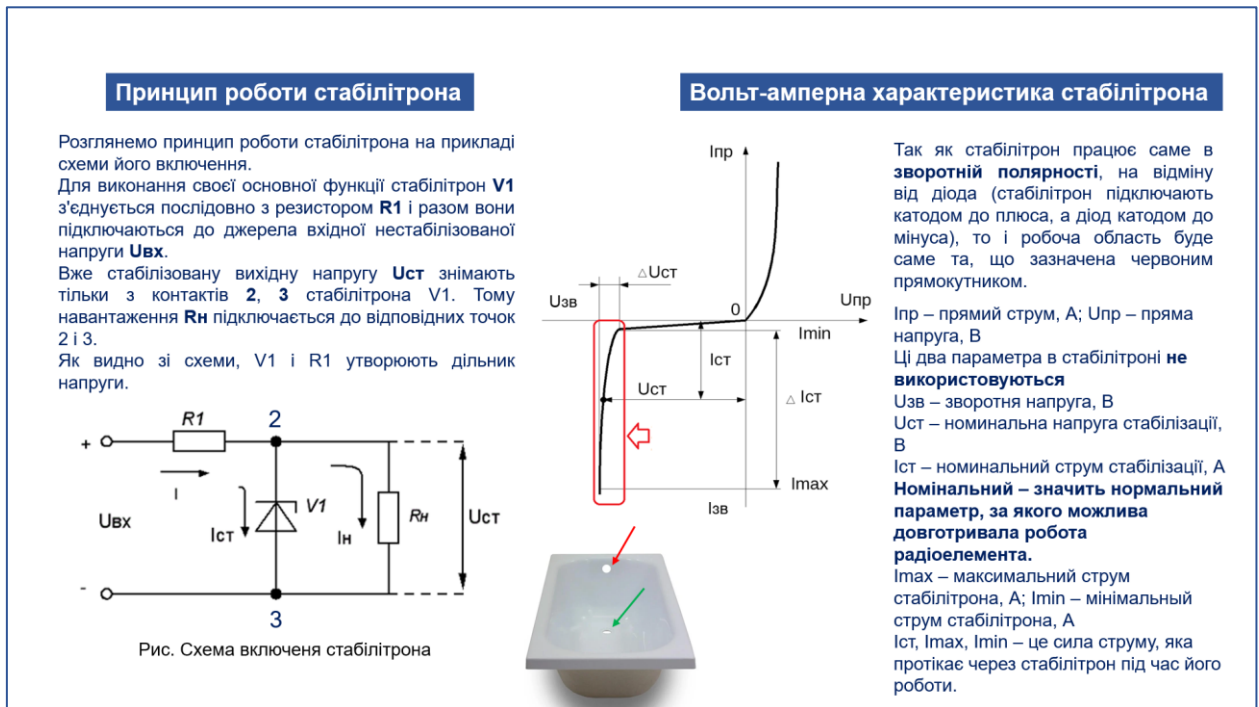 Принцип роботи стабілітрона
Розглянемо принцип роботи стабілітрона на прикладі
схеми його включення.
Для виконання своєї основної функції стабілітрон V1
з'єднується послідовно з резистором R1 і разом вони
підключаються до джерела вхідної нестабілізованої
напруги Uвх.
Вже стабілізовану вихідну напругу Uст знімають
тільки з контактів 2, 3 стабілітрона V1. Тому
навантаження Rн підключається до відповідних точок
2 і 3.
Як видно зі схеми, V1 і R1 утворюють дільник
напруги.
R1
2
+
I
V1
Uвх
Iст
Iн
Rн
Uст
-
3
Рис. Схема включеня стабілітрона
Вольт-амперна характеристика стабілітрона
Iпр
△Uст
Uзв
0
Uпр
Imin
Iст
Uст
△ Iст
Imax
Iзв
Так як стабілітрон працює саме в
зворотній полярності, на відміну
від діода (стабілітрон підключають
катодом до плюса, а діод катодом до
мінуса), то і робоча область буде
саме та, що зазначена червоним
прямокутником.
Iпр – прямий струм, А; Uпр – пряма
напруга, В
Ці два параметра в стабілітроні не
використовуються
Uзв – зворотня напруга, В
Uст – номинальна напруга стабілізації,
В
Iст – номинальний струм стабілізації, А
Номінальний – значить нормальний
параметр, за якого можлива
довготривала робота
радіоелемента.
Imax – максимальний струм
стабілітрона, А; Imin – мінімальый
струм стабілітрона, А
Iст, Imax, Imin – це сила струму, яка
протікає через стабілітрон під час його
роботи.